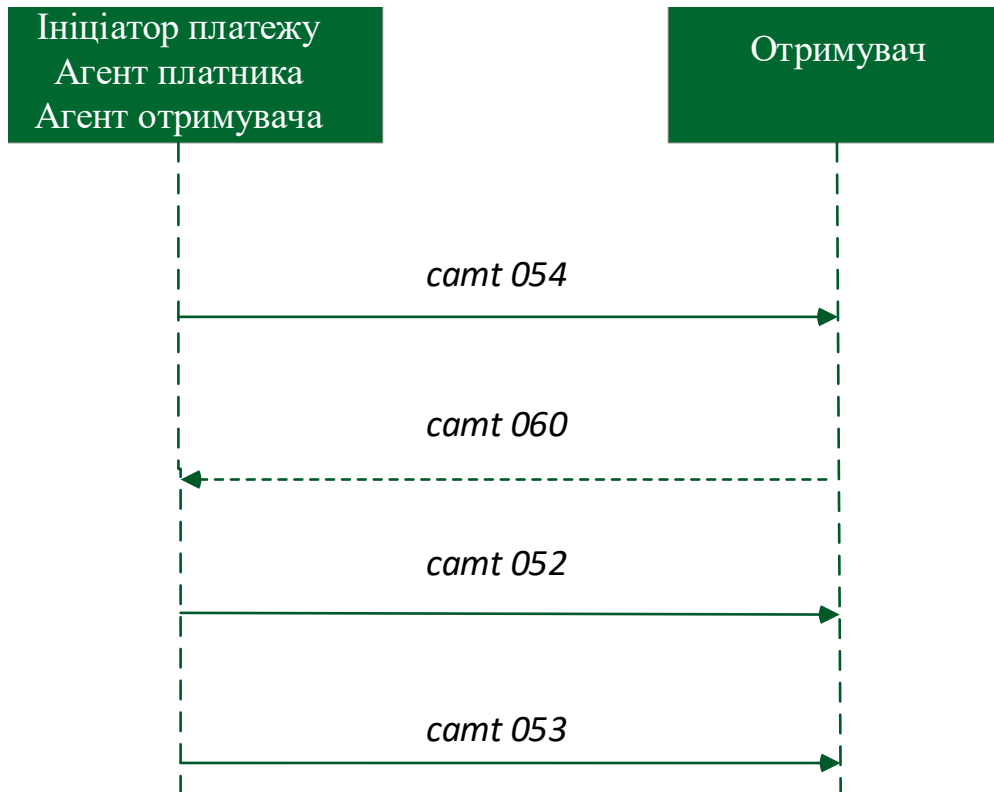 Ініціатор платежу
Агент платника
Агент отримувача
Отримувач
camt 054
camt 060
camt 052
camt 053